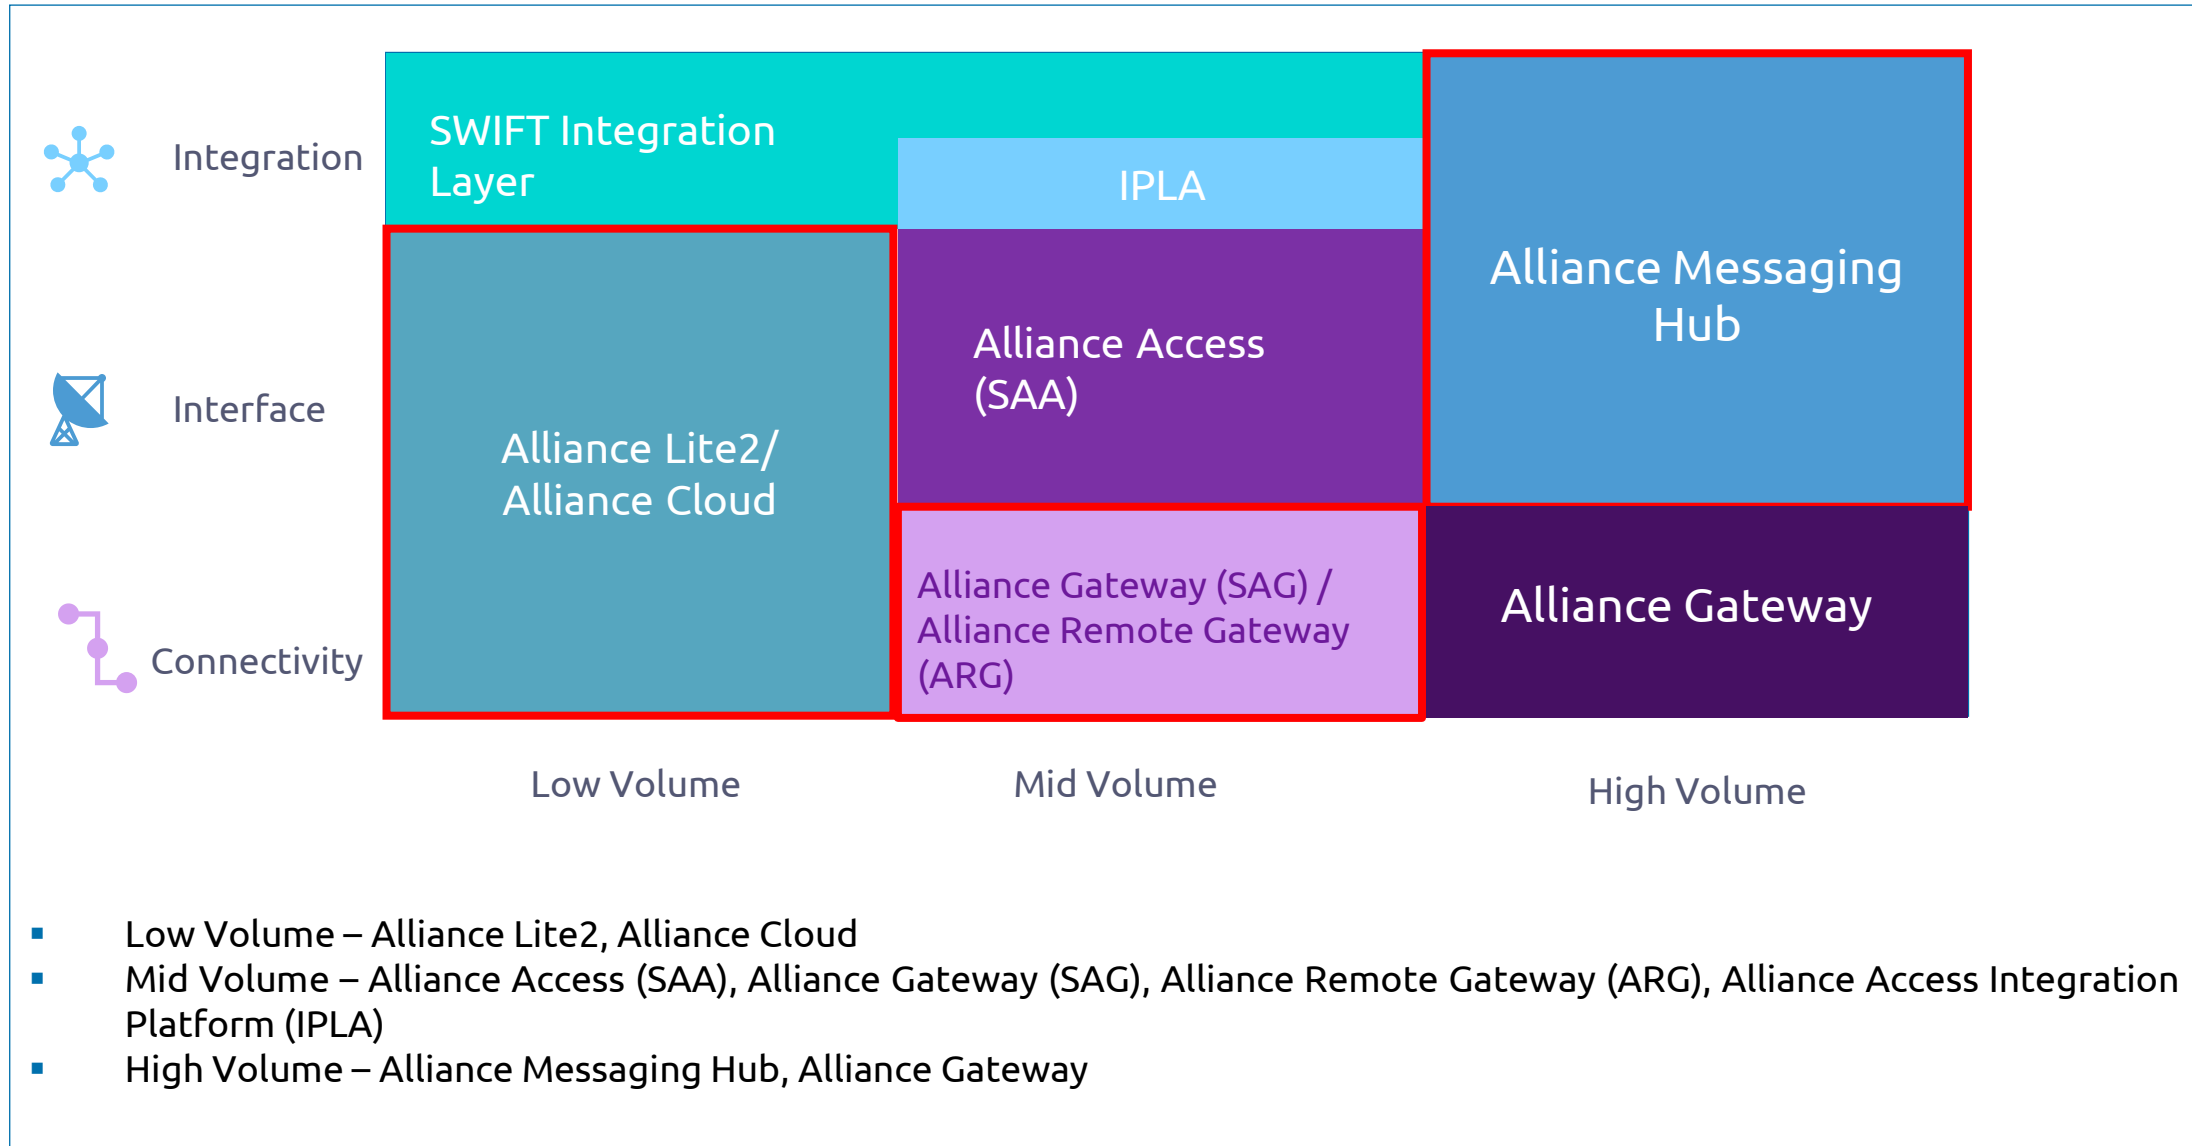 Integration
SWIFT Integration
Layer
IPLA
Alliance Messaging
Hub
Interface
Alliance Access
(SAA)
Alliance Lite2/
Alliance Cloud
Connectivity
Alliance Gateway (SAG) /
Alliance Remote Gateway
(ARG)
Alliance Gateway
Low Volume
Mid Volume
High Volume
▪ Low Volume – Alliance Lite2, Alliance Cloud
▪ Mid Volume – Alliance Access (SAA), Alliance Gateway (SAG), Alliance Remote Gateway (ARG), Alliance Access Integration
Platform (IPLA)
▪ High Volume – Alliance Messaging Hub, Alliance Gateway